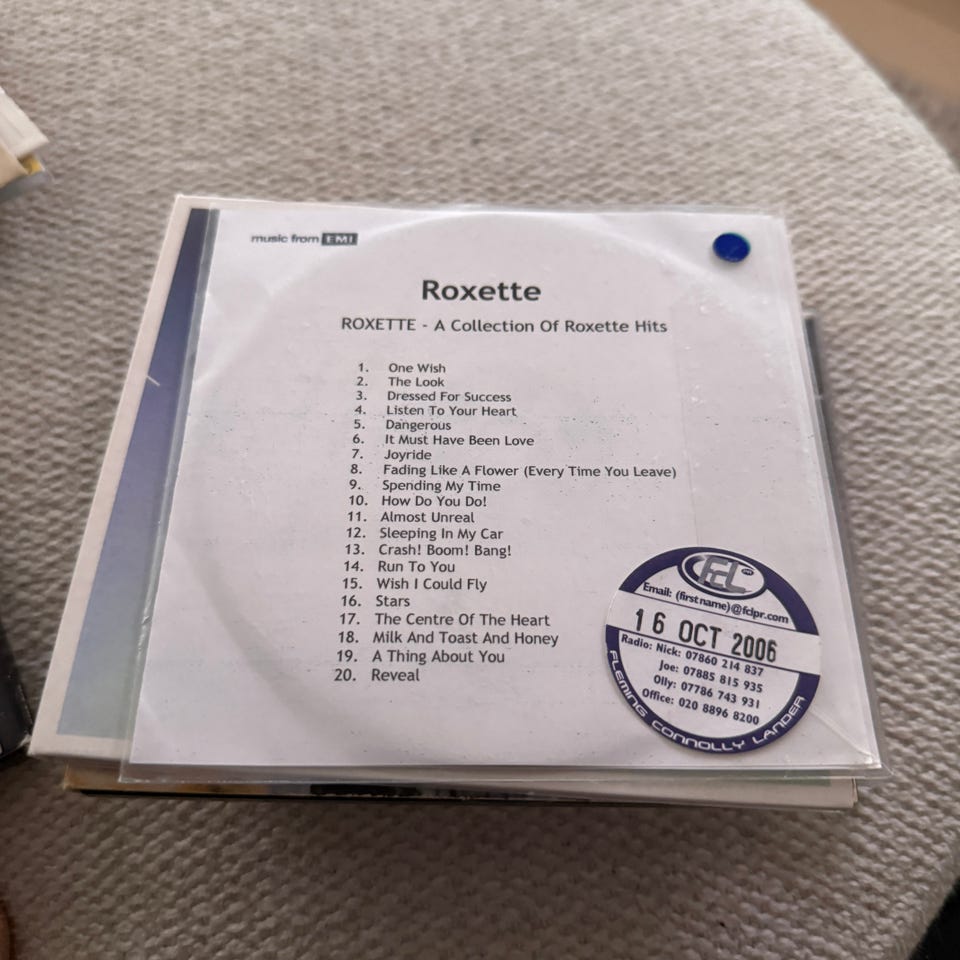 music from EMI
Roxette
ROXETTE - A Collection Of Roxette Hits
1. One Wish
2. The Look
3. Dressed For Success
4. Listen To Your Heart
5. Dangerous
6. It Must Have Been Love
7. Joyride
8. Fading Like A Flower (Every Time You Leave)
9. Spending My Time
10. How Do You Do!
11. Almost Unreal
12. Sleeping In My Car
13. Crash! Boom! Bang!
14. Run To You
15. Wish I Could Fly
16. Stars
17. The Centre Of The Heart
18. Milk And Toast And Honey
19. A Thing About You
20. Reveal
FCL
Email: (first name)@fclpr.com
16 OCT 2006
Radio: Nick: 07860 214 837
Joe: 07885 815 935
Olly: 07786 743 931
Office: 020 8896 8200
FLEMING CONNOLLY LANDER